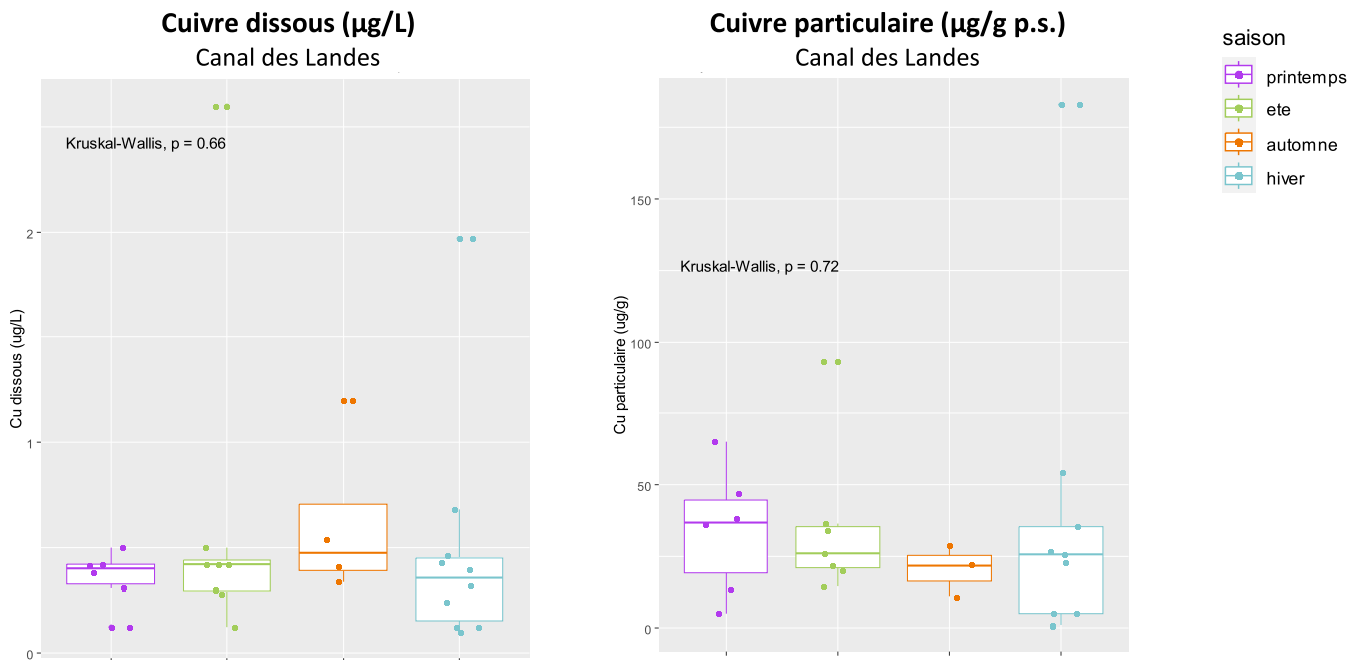 Cuivre dissous (µg/L)
Canal des Landes
Kruskal-Wallis, p = 0.66
2
1
0
Cu dissous (ug/L)
Cuivre particulaire (µg/g p.s.)
Canal des Landes
Kruskal-Wallis, p = 0.72
150
100
50
0
Cu particulaire (ug/g)
saison
printemps
ete
automne
hiver